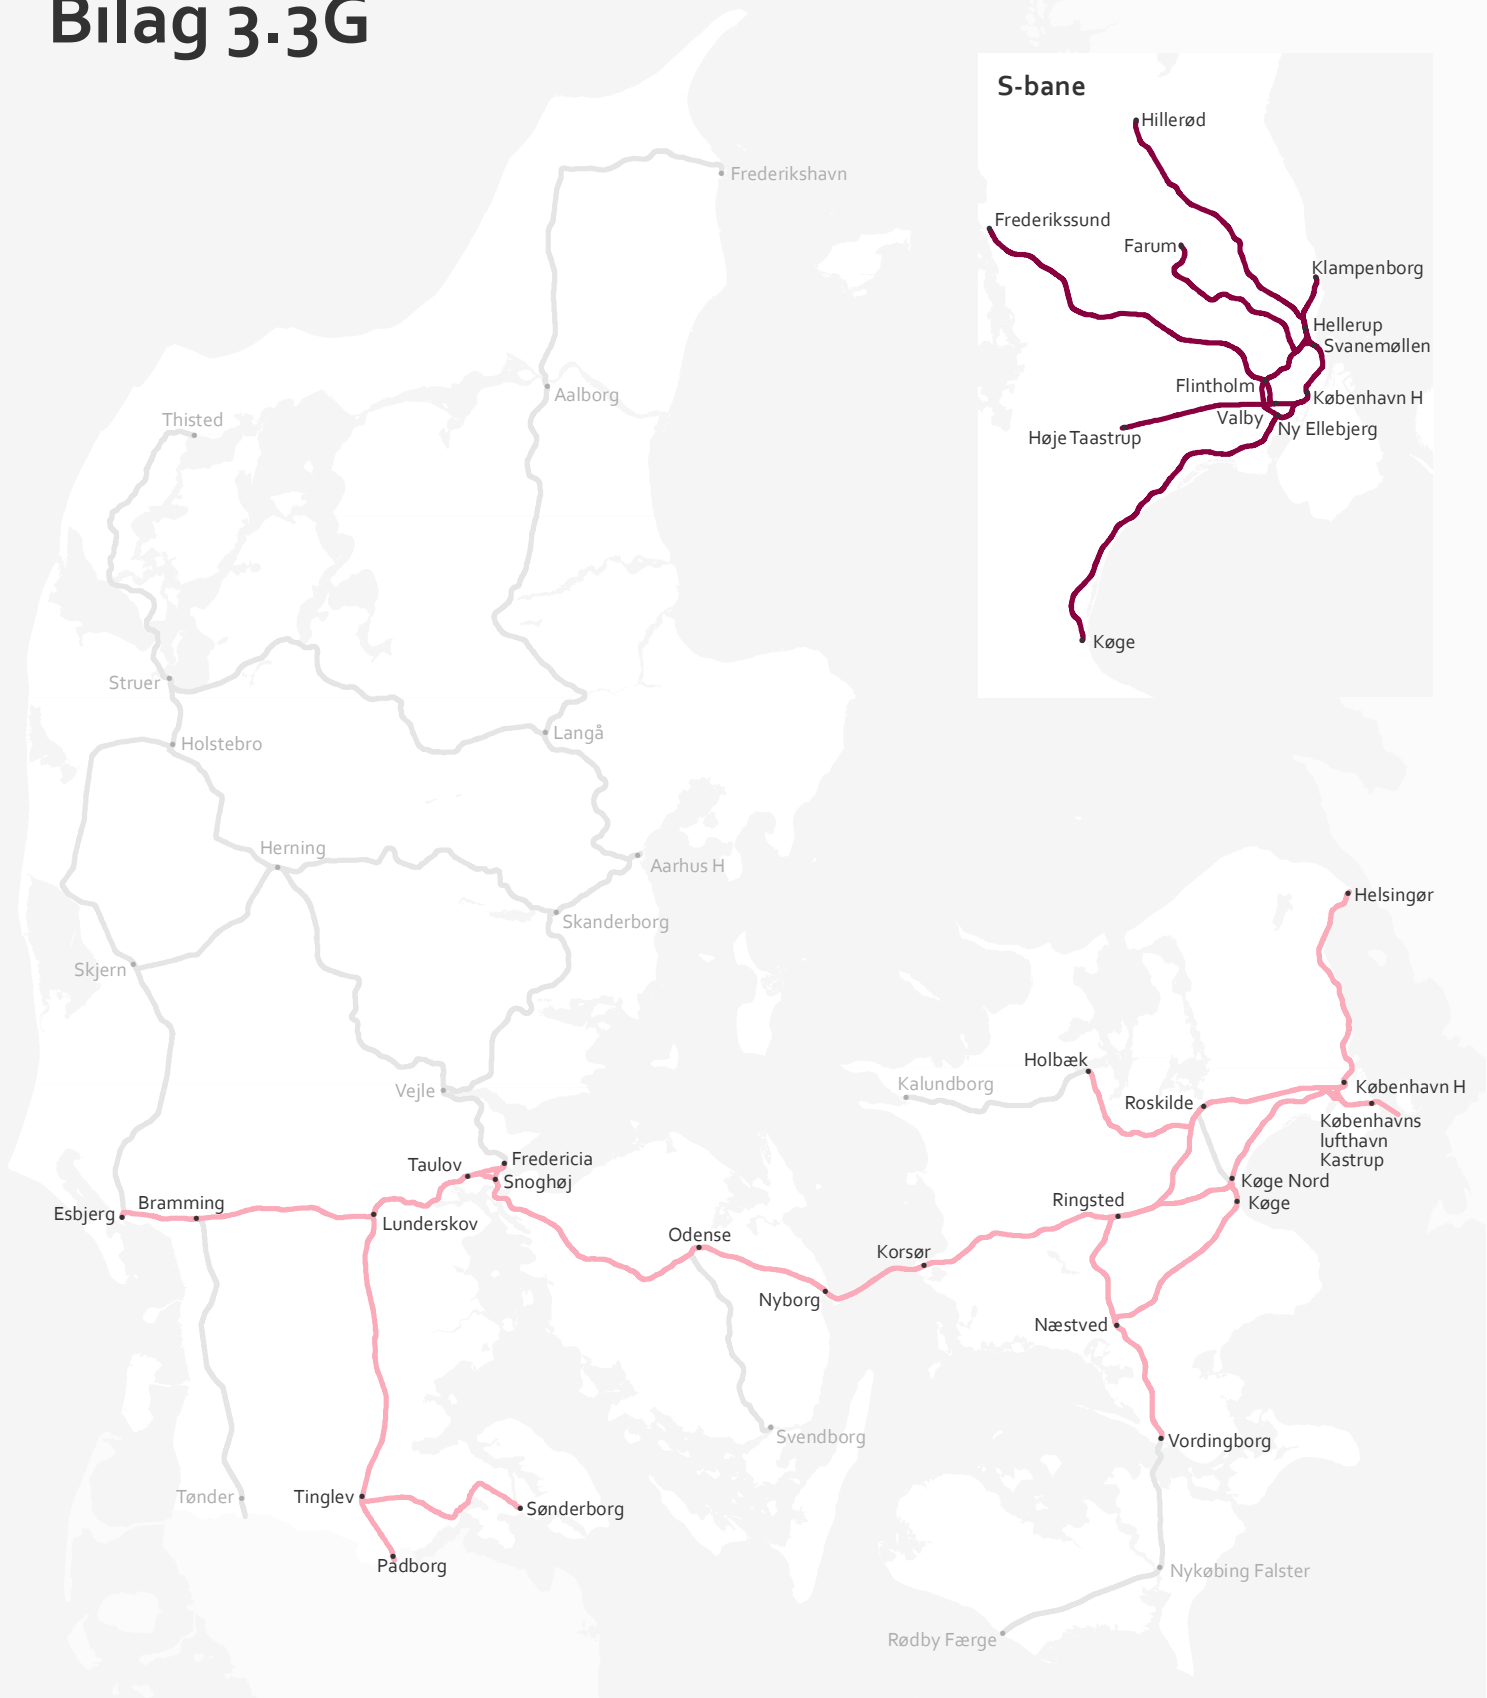 Bilag 3.3G
S-bane
Hillerød
Frederikshavn
Frederikssund
Farum
Klampenborg
Hellerup
Svanemøllen
Flintholm
København H
Valby
Ny Ellebjerg
Høje Taastrup
Køge
Aalborg
Thisted
Struer
Holstebro
Langå
Herning
Aarhus H
Skanderborg
Skjern
Helsingør
Holbæk
Kalundborg
Vejle
København H
Roskilde
Københavns
lufthavn
Kastrup
Fredericia
Taulov
Snoghøj
Køge Nord
Køge
Ringsted
Bramming
Esbjerg
Lunderskov
Odense
Korsør
Nyborg
Næstved
Svendborg
Vordingborg
Tønder
Tinglev
Sønderborg
Padborg
Nykøbing Falster
Rødby Færge